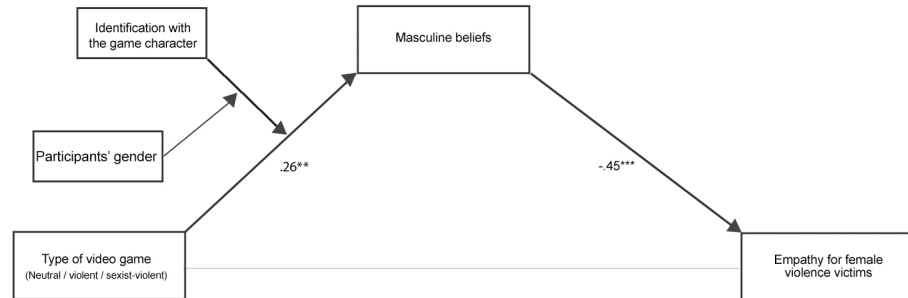 Identification with
the game character
Masculine beliefs
Participants' gender
.26**
-.45***
Type of video game
(Neutral / violent / sexist-violent)
Empathy for female
violence victims